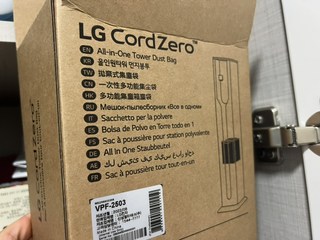 LG CordZero™
EN All-in-One Tower Dust Bag
KR 올인원타워 먼지봉투
TW 拋棄式集塵袋
CN 一次性多功能集尘袋
HK 多功能集塵箱塵袋
RU Мешок-пылесборник «Все в одном»
IT Sacchetto per la polvere
ES Bolsa de Polvo en Torre todo en 1
FR Sac à poussière pour station polyvalente
DE All In One Staubbeutel
AE
FR Sac à poussière tour tout-en-un
VPF-2503